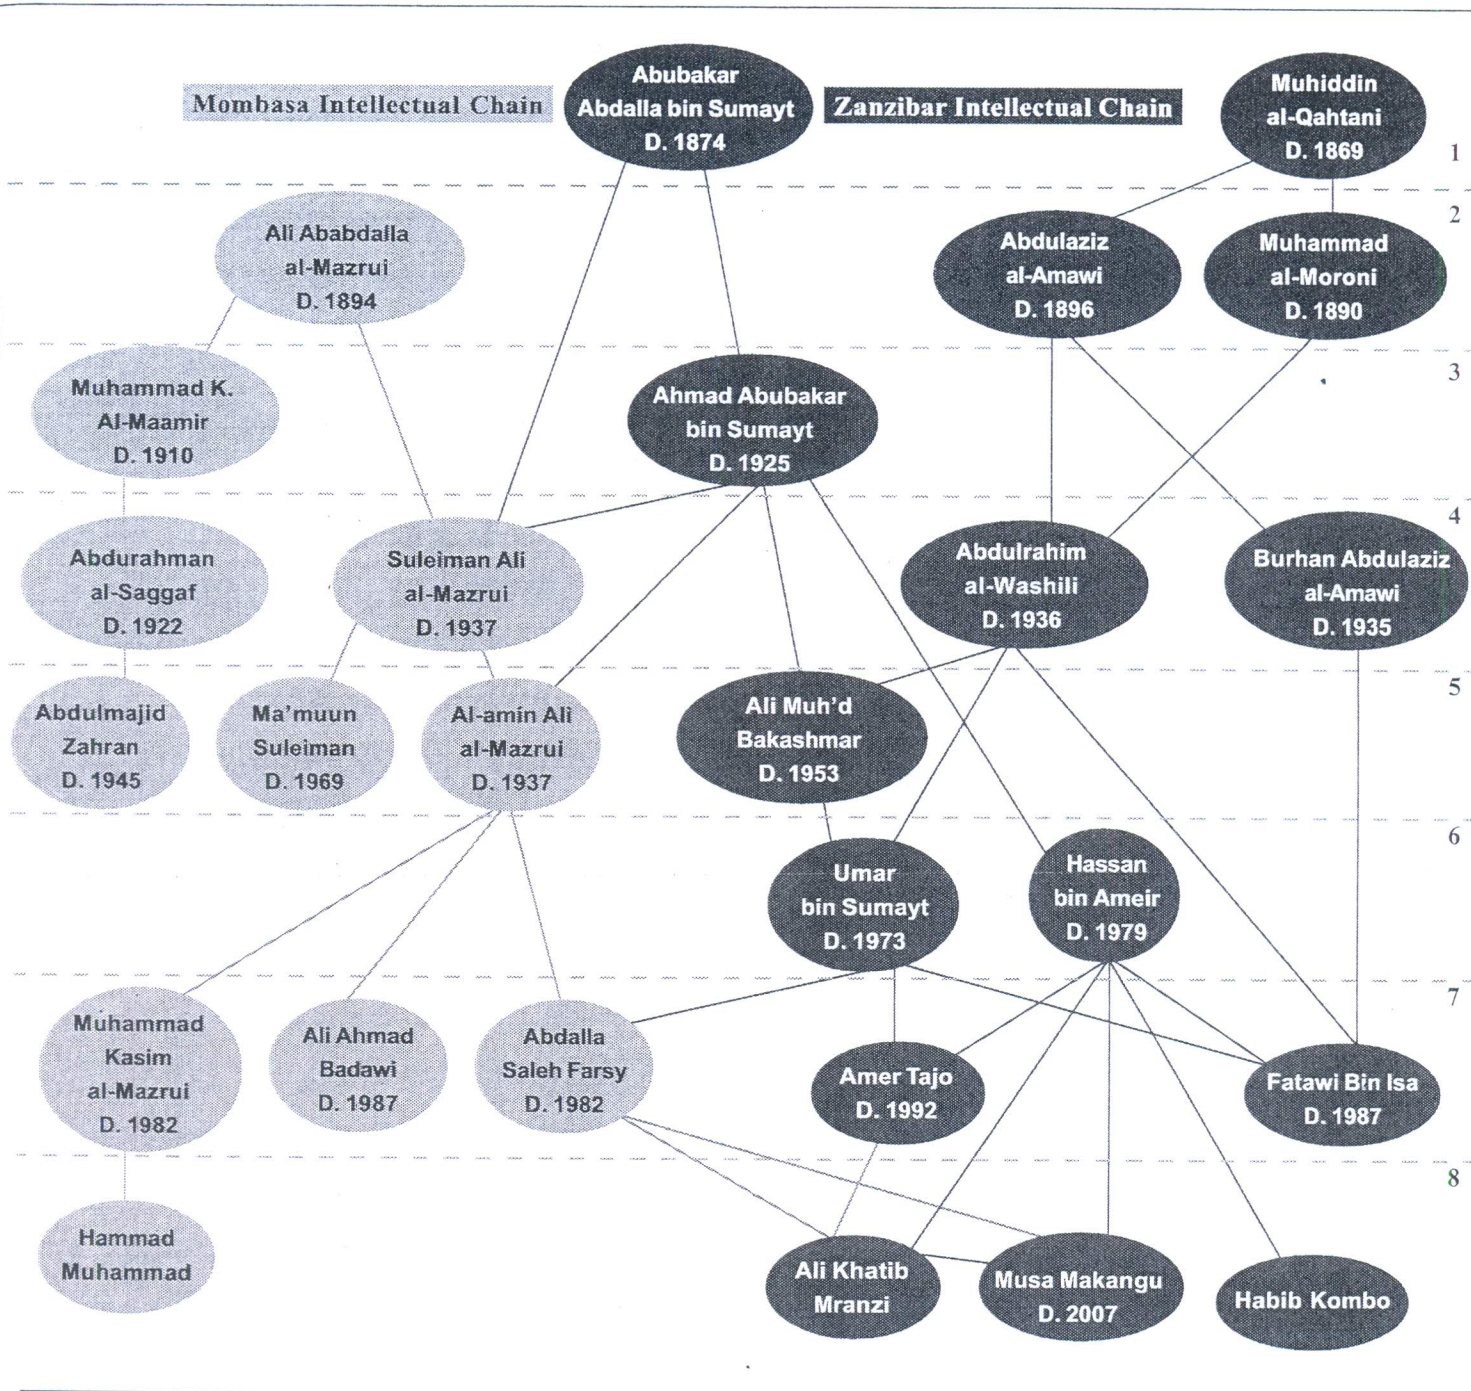 Mombasa Intellectual Chain
Abubakar
Abdalla bin Sumayt
D. 1874
Zanzibar Intellectual Chain
Muhiddin
al-Qahtani
D. 1869
1
Ali Ababdalla
al-Mazrui
D. 1894
Abdulaziz
al-Amawi
D. 1896
Muhammad
al-Moroni
D. 1890
2
Muhammad K.
Al-Maamir
D. 1910
Ahmad Abubakar
bin Sumayt
D. 1925
3
Abdurahman
al-Saggaf
D. 1922
Suleiman Ali
al-Mazrui
D. 1937
Abdulrahim
al-Washili
D. 1936
Burhan Abdulaziz
al-Amawi
D. 1935
4
Abdulmajid
Zahran
D. 1945
Ma'muun
Suleiman
D. 1969
Al-amin Ali
al-Mazrui
D. 1937
Ali Muh'd
Bakashmar
D. 1953
5
Umar
bin Sumayt
D. 1973
Hassan
bin Ameir
D. 1979
6
Muhammad
Kasim
al-Mazrui
D. 1982
Ali Ahmad
Badawi
D. 1987
Abdalla
Saleh Farsy
D. 1982
Amer Tajo
D. 1992
Fatawi Bin Isa
D. 1987
7
Hammad
Muhammad
Ali Khatib
Mranzi
Musa Makangu
D. 2007
Habib Kombo
8